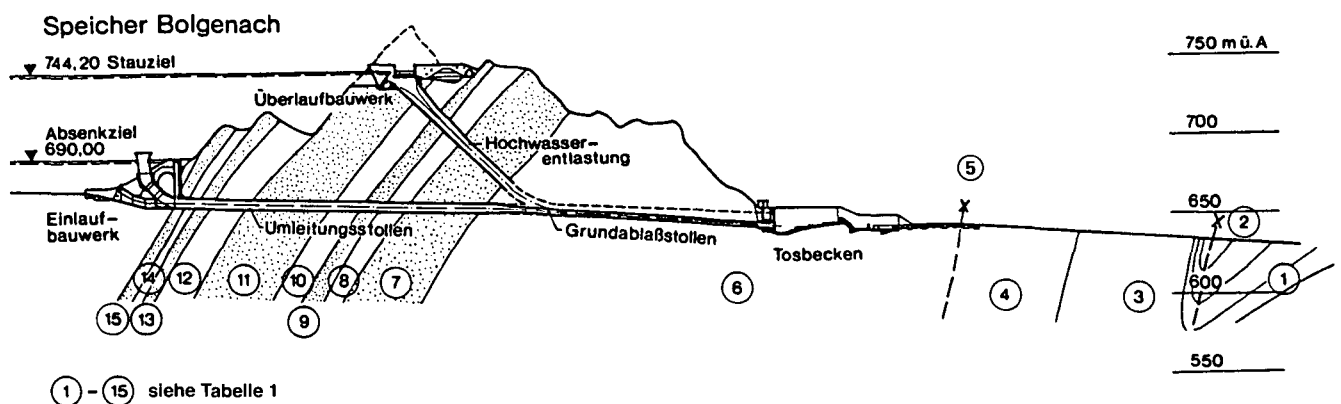 Speicher Bolgenach
744,20 Stauziel
750 m ü. A
Überlaufbauwerk
Absenkziel
690,00
Hochwasser-
entlastung
700
5
650
2
Einlauf-
bauwerk
Umleitungsstollen
Grundablaßstollen
Tosbecken
14 12 11 10 8 7 6 4 3 600 1
15 13 9
550
1 - 15 siehe Tabelle 1